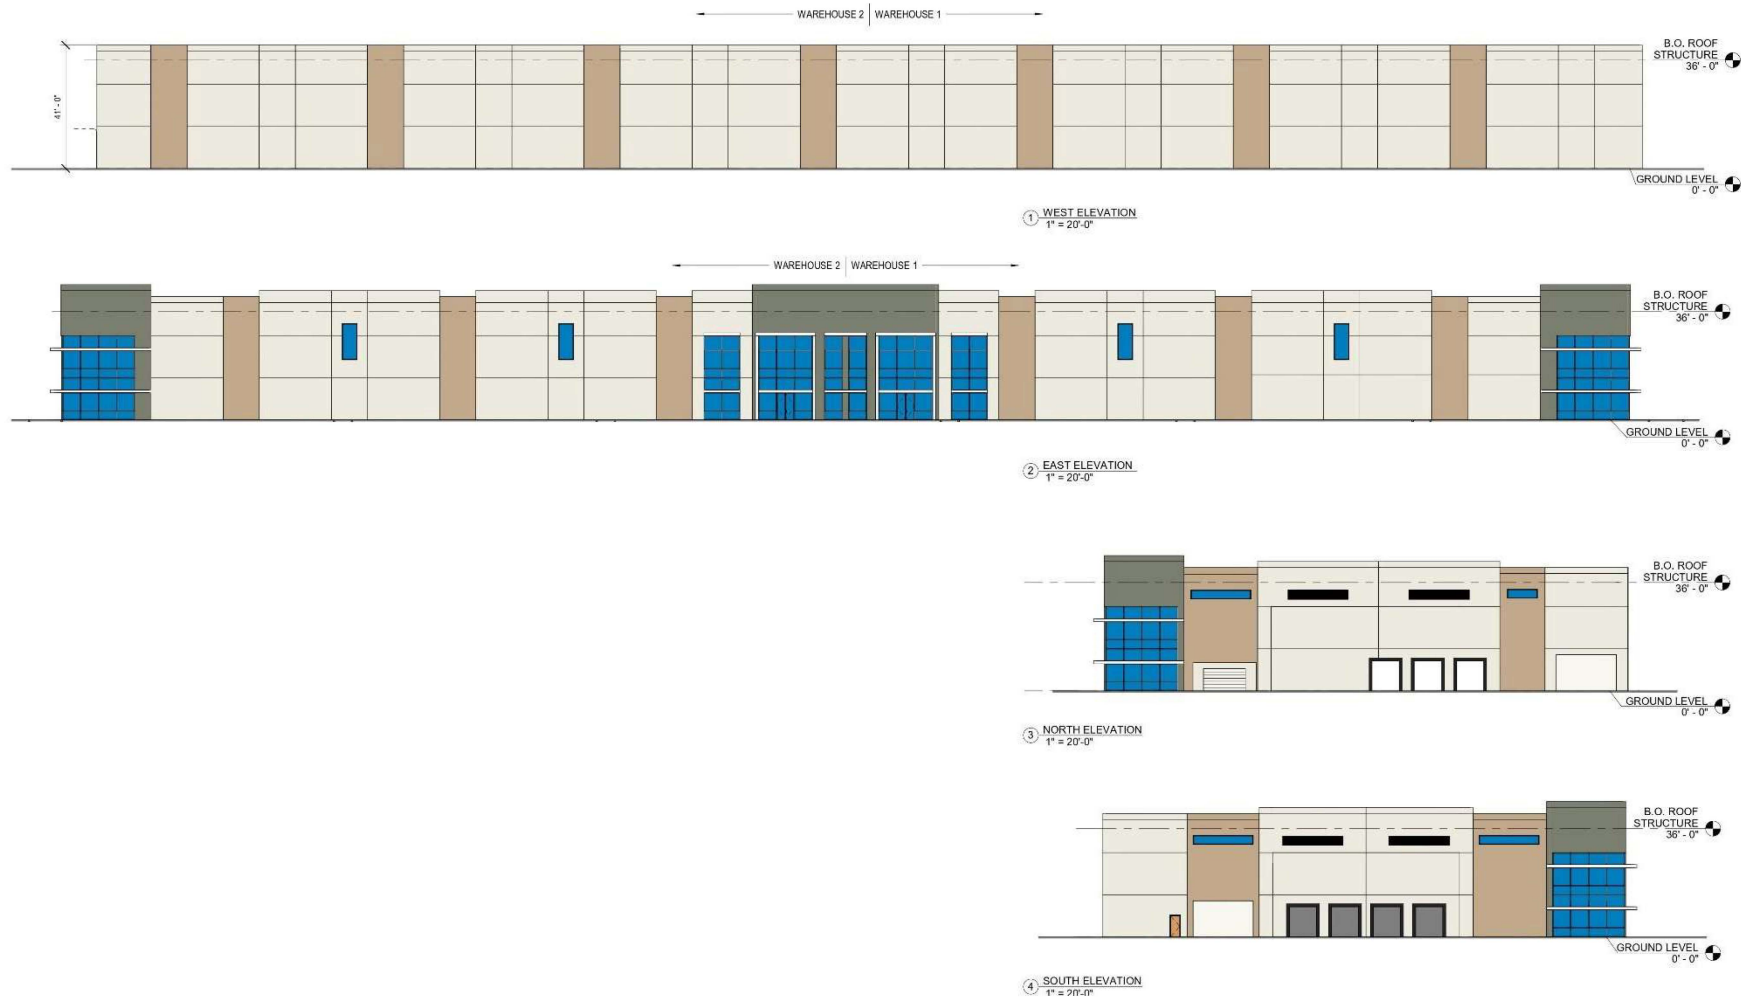 WAREHOUSE 2 WAREHOUSE 1
B.O. ROOF
STRUCTURE
36' - 0"
41' - 0"
GROUND LEVEL
0' - 0"
1 WEST ELEVATION
1" = 20'-0"
WAREHOUSE 2 WAREHOUSE 1
B.O. ROOF
STRUCTURE
36' - 0"
GROUND LEVEL
0' - 0"
2 EAST ELEVATION
1" = 20'-0"
B.O. ROOF
STRUCTURE
36' - 0"
GROUND LEVEL
0' - 0"
3 NORTH ELEVATION
1" = 20'-0"
B.O. ROOF
STRUCTURE
36' - 0"
GROUND LEVEL
0' - 0"
4 SOUTH ELEVATION
1" = 20'-0"